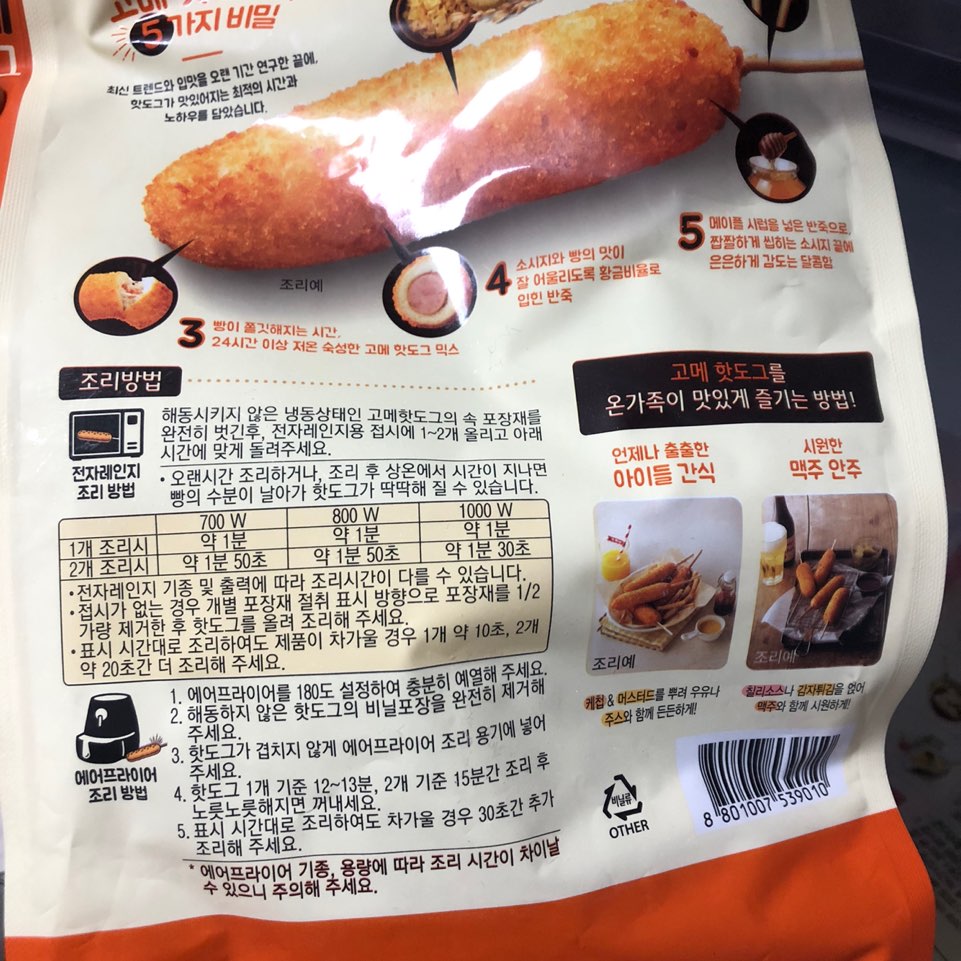 고메
5가지 비밀
최신 트렌드와 입맛을 오랜 기간 연구한 끝에,
핫도그가 맛있어지는 최적의 시간과
노하우를 담았습니다.
조리예
3 빵이 쫄깃해지는 시간,
24시간 이상 저온 숙성한 고메 핫도그 믹스
4 소시지와 빵의 맛이
잘 어울리도록 황금비율로
입힌 반죽
5 메이플 시럽을 넣은 반죽으로,
짭짤하게 씹히는 소시지 끝에
은은하게 감도는 달콤함
조리방법
전자레인지
조리 방법
해동시키지 않은 냉동상태인 고메핫도그의 속 포장재를
완전히 벗긴후, 전자레인지용 접시에 1~2개 올리고 아래
시간에 맞게 돌려주세요.
• 오랜시간 조리하거나, 조리 후 상온에서 시간이 지나면
빵의 수분이 날아가 핫도그가 딱딱해 질 수 있습니다.
700 W 800 W 1000 W
1개 조리시 약 1분 약 1분 약 1분
2개 조리시 약 1분 50초 약 1분 50초 약 1분 30초
• 전자레인지 기종 및 출력에 따라 조리시간이 다를 수 있습니다.
• 접시가 없는 경우 개별 포장재 절취 표시 방향으로 포장재를 1/2
가량 제거한 후 핫도그를 올려 조리해 주세요.
• 표시 시간대로 조리하여도 제품이 차가울 경우 1개 약 10초, 2개
약 20초간 더 조리해 주세요.
에어프라이어
조리 방법
1. 에어프라이어를 180도 설정하여 충분히 예열해 주세요.
2. 해동하지 않은 핫도그의 비닐포장을 완전히 제거해
주세요.
3. 핫도그가 겹치지 않게 에어프라이어 조리 용기에 넣어
주세요.
4. 핫도그 1개 기준 12~13분, 2개 기준 15분간 조리 후
노릇노릇해지면 꺼내세요.
5. 표시 시간대로 조리하여도 차가울 경우 30초간 추가
조리해 주세요.
* 에어프라이어 기종, 용량에 따라 조리 시간이 차이날
수 있으니 주의해 주세요.
고메 핫도그를
온가족이 맛있게 즐기는 방법!
언제나 출출한
아이들 간식
조리예
케첩 & 머스터드를 뿌려 우유나
주스와 함께 든든하게!
시원한
맥주 안주
조리예
칠리소스나 감자튀김을 얹어
맥주와 함께 시원하게!
비닐류
OTHER
8 801007 539010